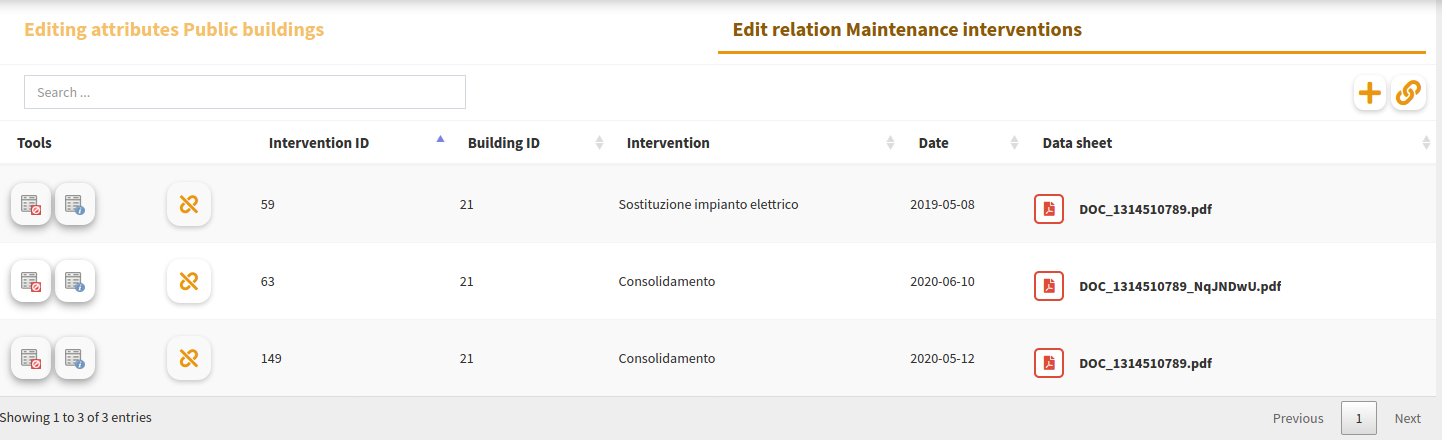 Editing attributes Public buildings Edit relation Maintenance interventions
Search ...
Tools Intervention ID Building ID Intervention Date Data sheet
59 21 Sostituzione impianto elettrico 2019-05-08 DOC_1314510789.pdf
63 21 Consolidamento 2020-06-10 DOC_1314510789_NqJNDwU.pdf
149 21 Consolidamento 2020-05-12 DOC_1314510789.pdf
Showing 1 to 3 of 3 entries Previous 1 Next